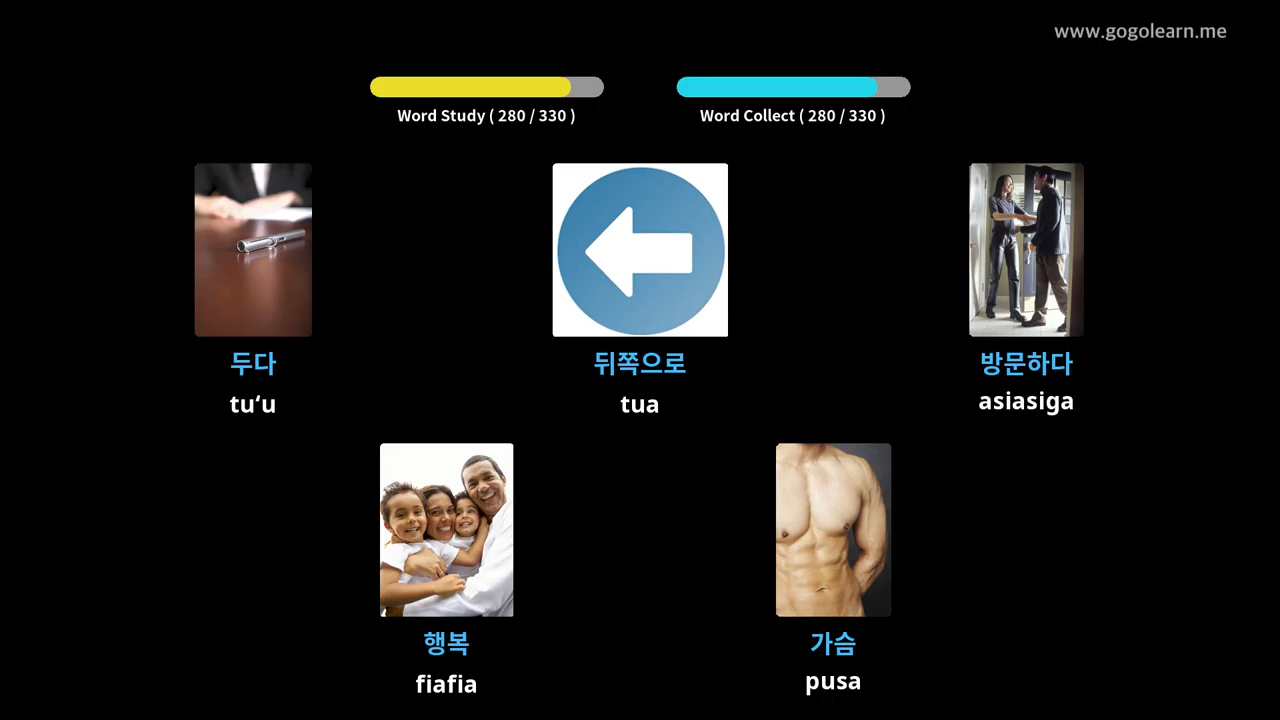 www.gogolearn.me
Word Study ( 280 / 330 )
Word Collect ( 280 / 330 )
두다
tuʻu
뒤쪽으로
tua
방문하다
asiasiga
행복
fiafia
가슴
pusa